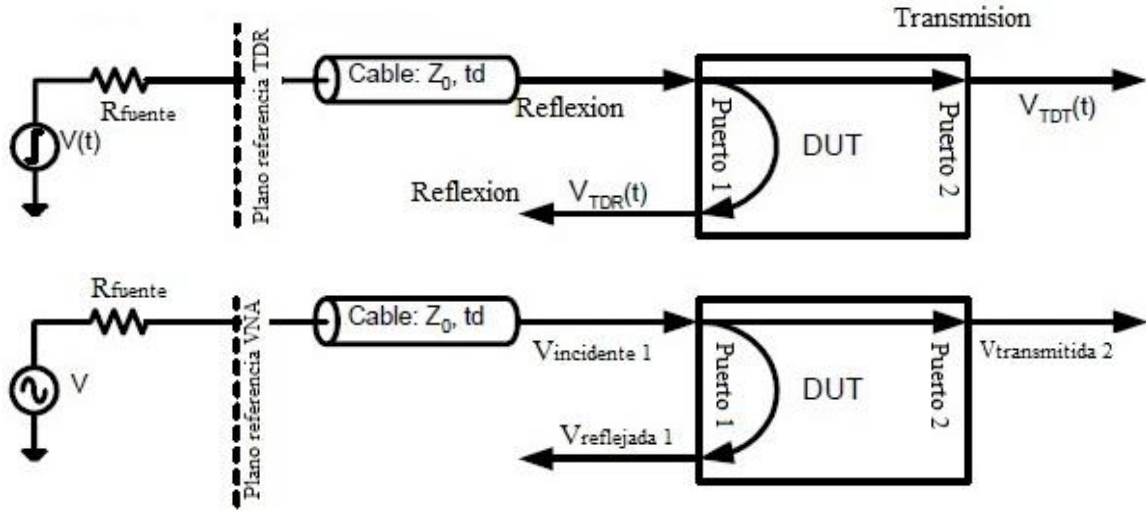 Transmision
Plano referencia TDR
Cable: Z0, td
Rfuente
V(t)
Reflexion
Puerto 1
DUT
Puerto 2
VTDT(t)
Reflexion
VTDR(t)
Rfuente
Plano referencia VNA
Cable: Z0, td
V
Vincidente 1
Puerto 1
DUT
Puerto 2
Vtransmitida 2
Vreflejada 1